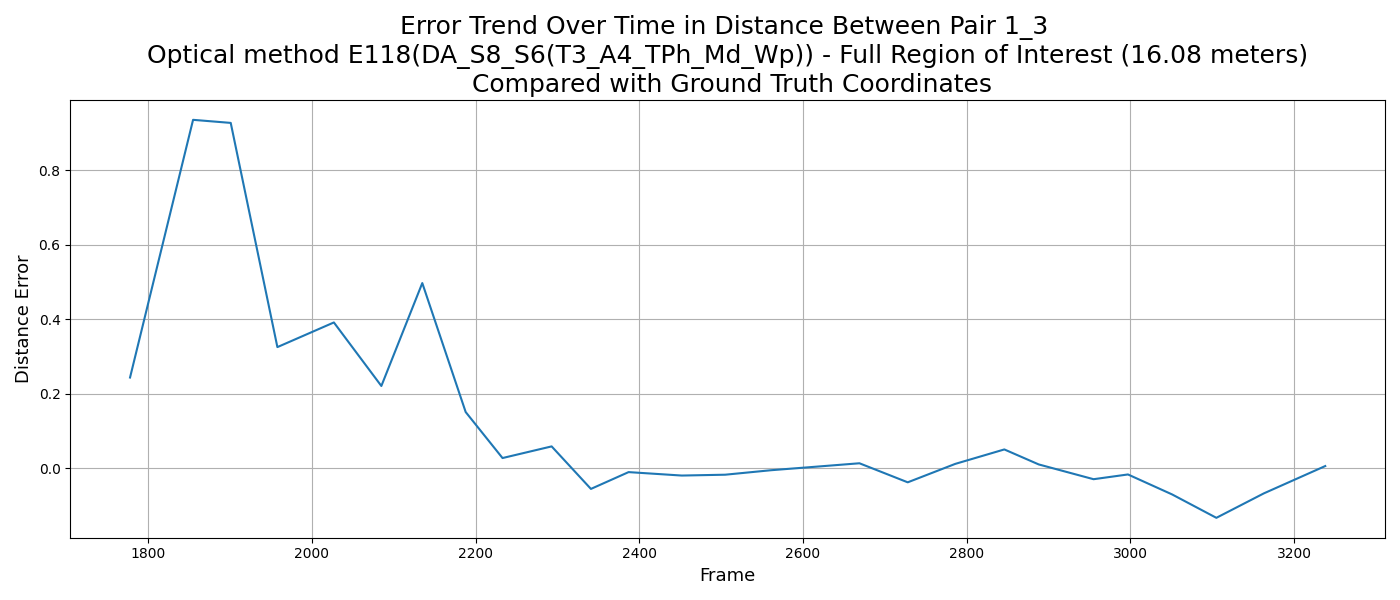 Error Trend Over Time in Distance Between Pair 1_3
Optical method E118(DA_S8_S6(T3_A4_TPh_Md_Wp)) - Full Region of Interest (16.08 meters)
Compared with Ground Truth Coordinates
0.8
0.6
0.4
0.2
0.0
Distance Error
1800 2000 2200 2400 2600 2800 3000 3200
Frame